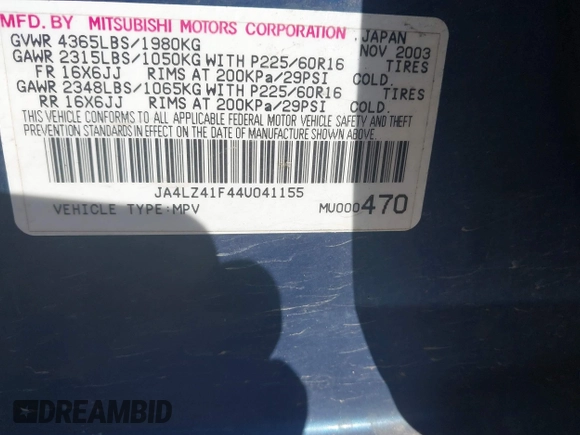 MFD. BY MITSUBISHI MOTORS CORPORATION JAPAN
GVWR 4365LBS/1980KG NOV 2003
GAWR 2315LBS/1050KG WITH P225/60R16 TIRES
FR 16X6JJ RIMS AT 200KPa/29PSI COLD.
GAWR 2348LBS/1065KG WITH P225/60R16 TIRES
RR 16X6JJ RIMS AT 200KPa/29PSI COLD.
THIS VEHICLE CONFORMS TO ALL APPLICABLE FEDERAL MOTOR VEHICLE SAFETY AND THEFT
PREVENTION STANDARDS IN EFFECT ON THE DATE OF MANUFACTURE SHOWN ABOVE.
JA4LZ41F44U041155
VEHICLE TYPE:MPV MU000470
DREAMBID